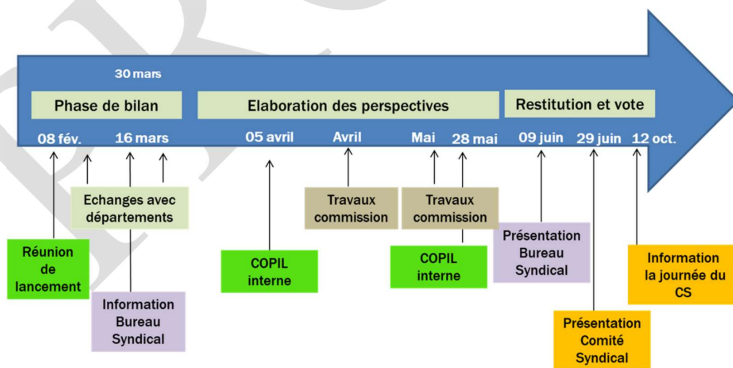 30 mars
Phase de bilan
Elaboration des perspectives
Restitution et vote
08 fév.
16 mars
05 avril
Avril
Mai
28 mai
09 juin
29 juin
12 oct.
Echanges avec
départements
Travaux
commission
Travaux
commission
Réunion
de
lancement
Information
Bureau
Syndical
COPIL
interne
COPIL
interne
Présentation
Bureau
Syndical
Information
la journée du
CS
Présentation
Comité
Syndical